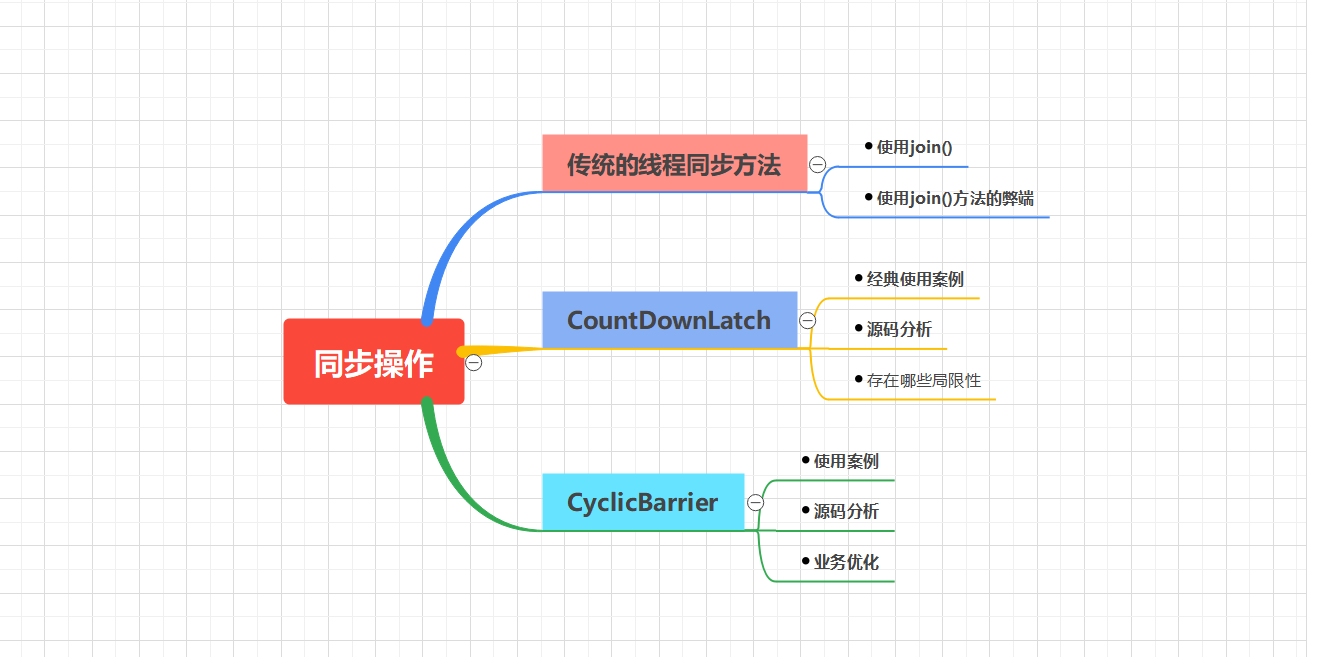 传统的线程同步方法
使用join()
使用join()方法的弊端
同步操作
CountDownLatch
经典使用案例
源码分析
存在哪些局限性
CyclicBarrier
使用案例
源码分析
业务优化